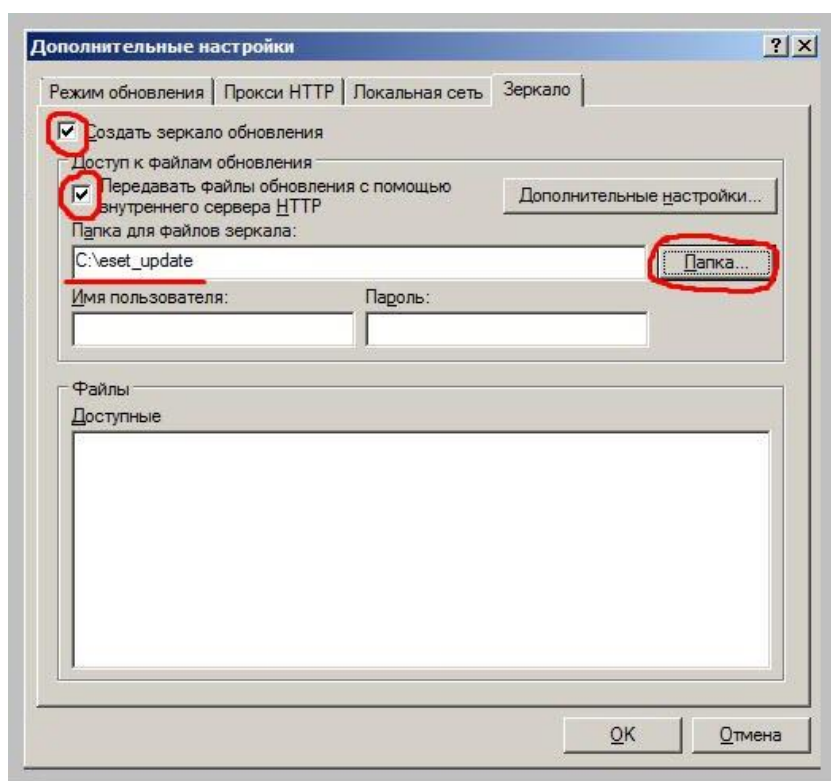 Дополнительные настройки
Режим обновления Прокси HTTP Локальная сеть Зеркало
Создать зеркало обновления
Доступ к файлам обновления
Передавать файлы обновления с помощью
внутреннего сервера HTTP
Дополнительные настройки...
Папка для файлов зеркала:
C:\eset_update
Папка...
Имя пользователя: Пароль:
Файлы
Доступные
OK Отмена